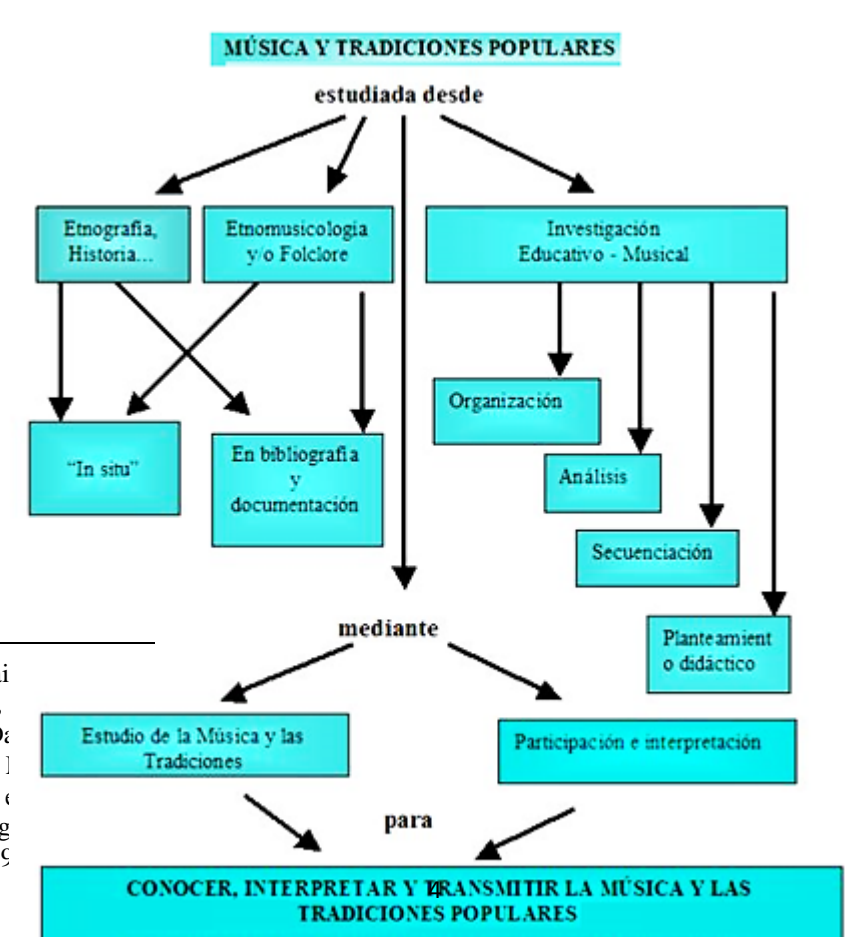 MÚSICA Y TRADICIONES POPULARES
estudiada desde
Etnografía,
Historia...
Etnomusicología
y/o Folclore
Investigación
Educativo - Musical
Organización
“In situ”
En bibliografía
y
documentación
Análisis
Secuenciación
mediante
Planteamient
o didáctico
Estudio de la Música y las
Tradiciones
Participación e interpretación
para
CONOCER, INTERPRETAR Y TRANSMITIR LA MÚSICA Y LAS
TRADICIONES POPULARES
4